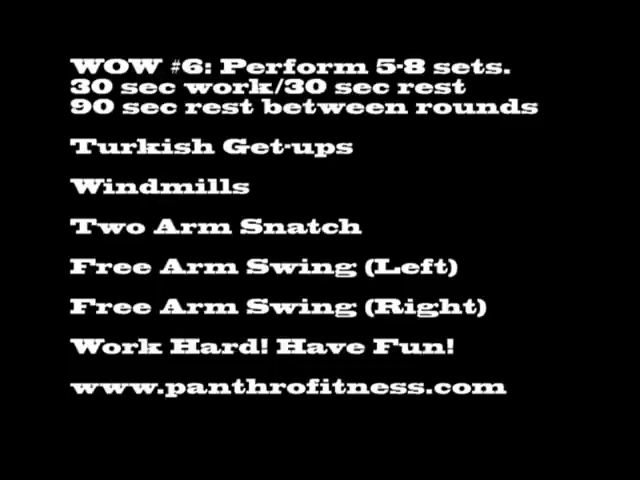 WOW #6: Perform 5-8 sets.
30 sec work/30 sec rest
90 sec rest between rounds
Turkish Get-ups
Windmills
Two Arm Snatch
Free Arm Swing (Left)
Free Arm Swing (Right)
Work Hard! Have Fun!
www.panthrofitness.com